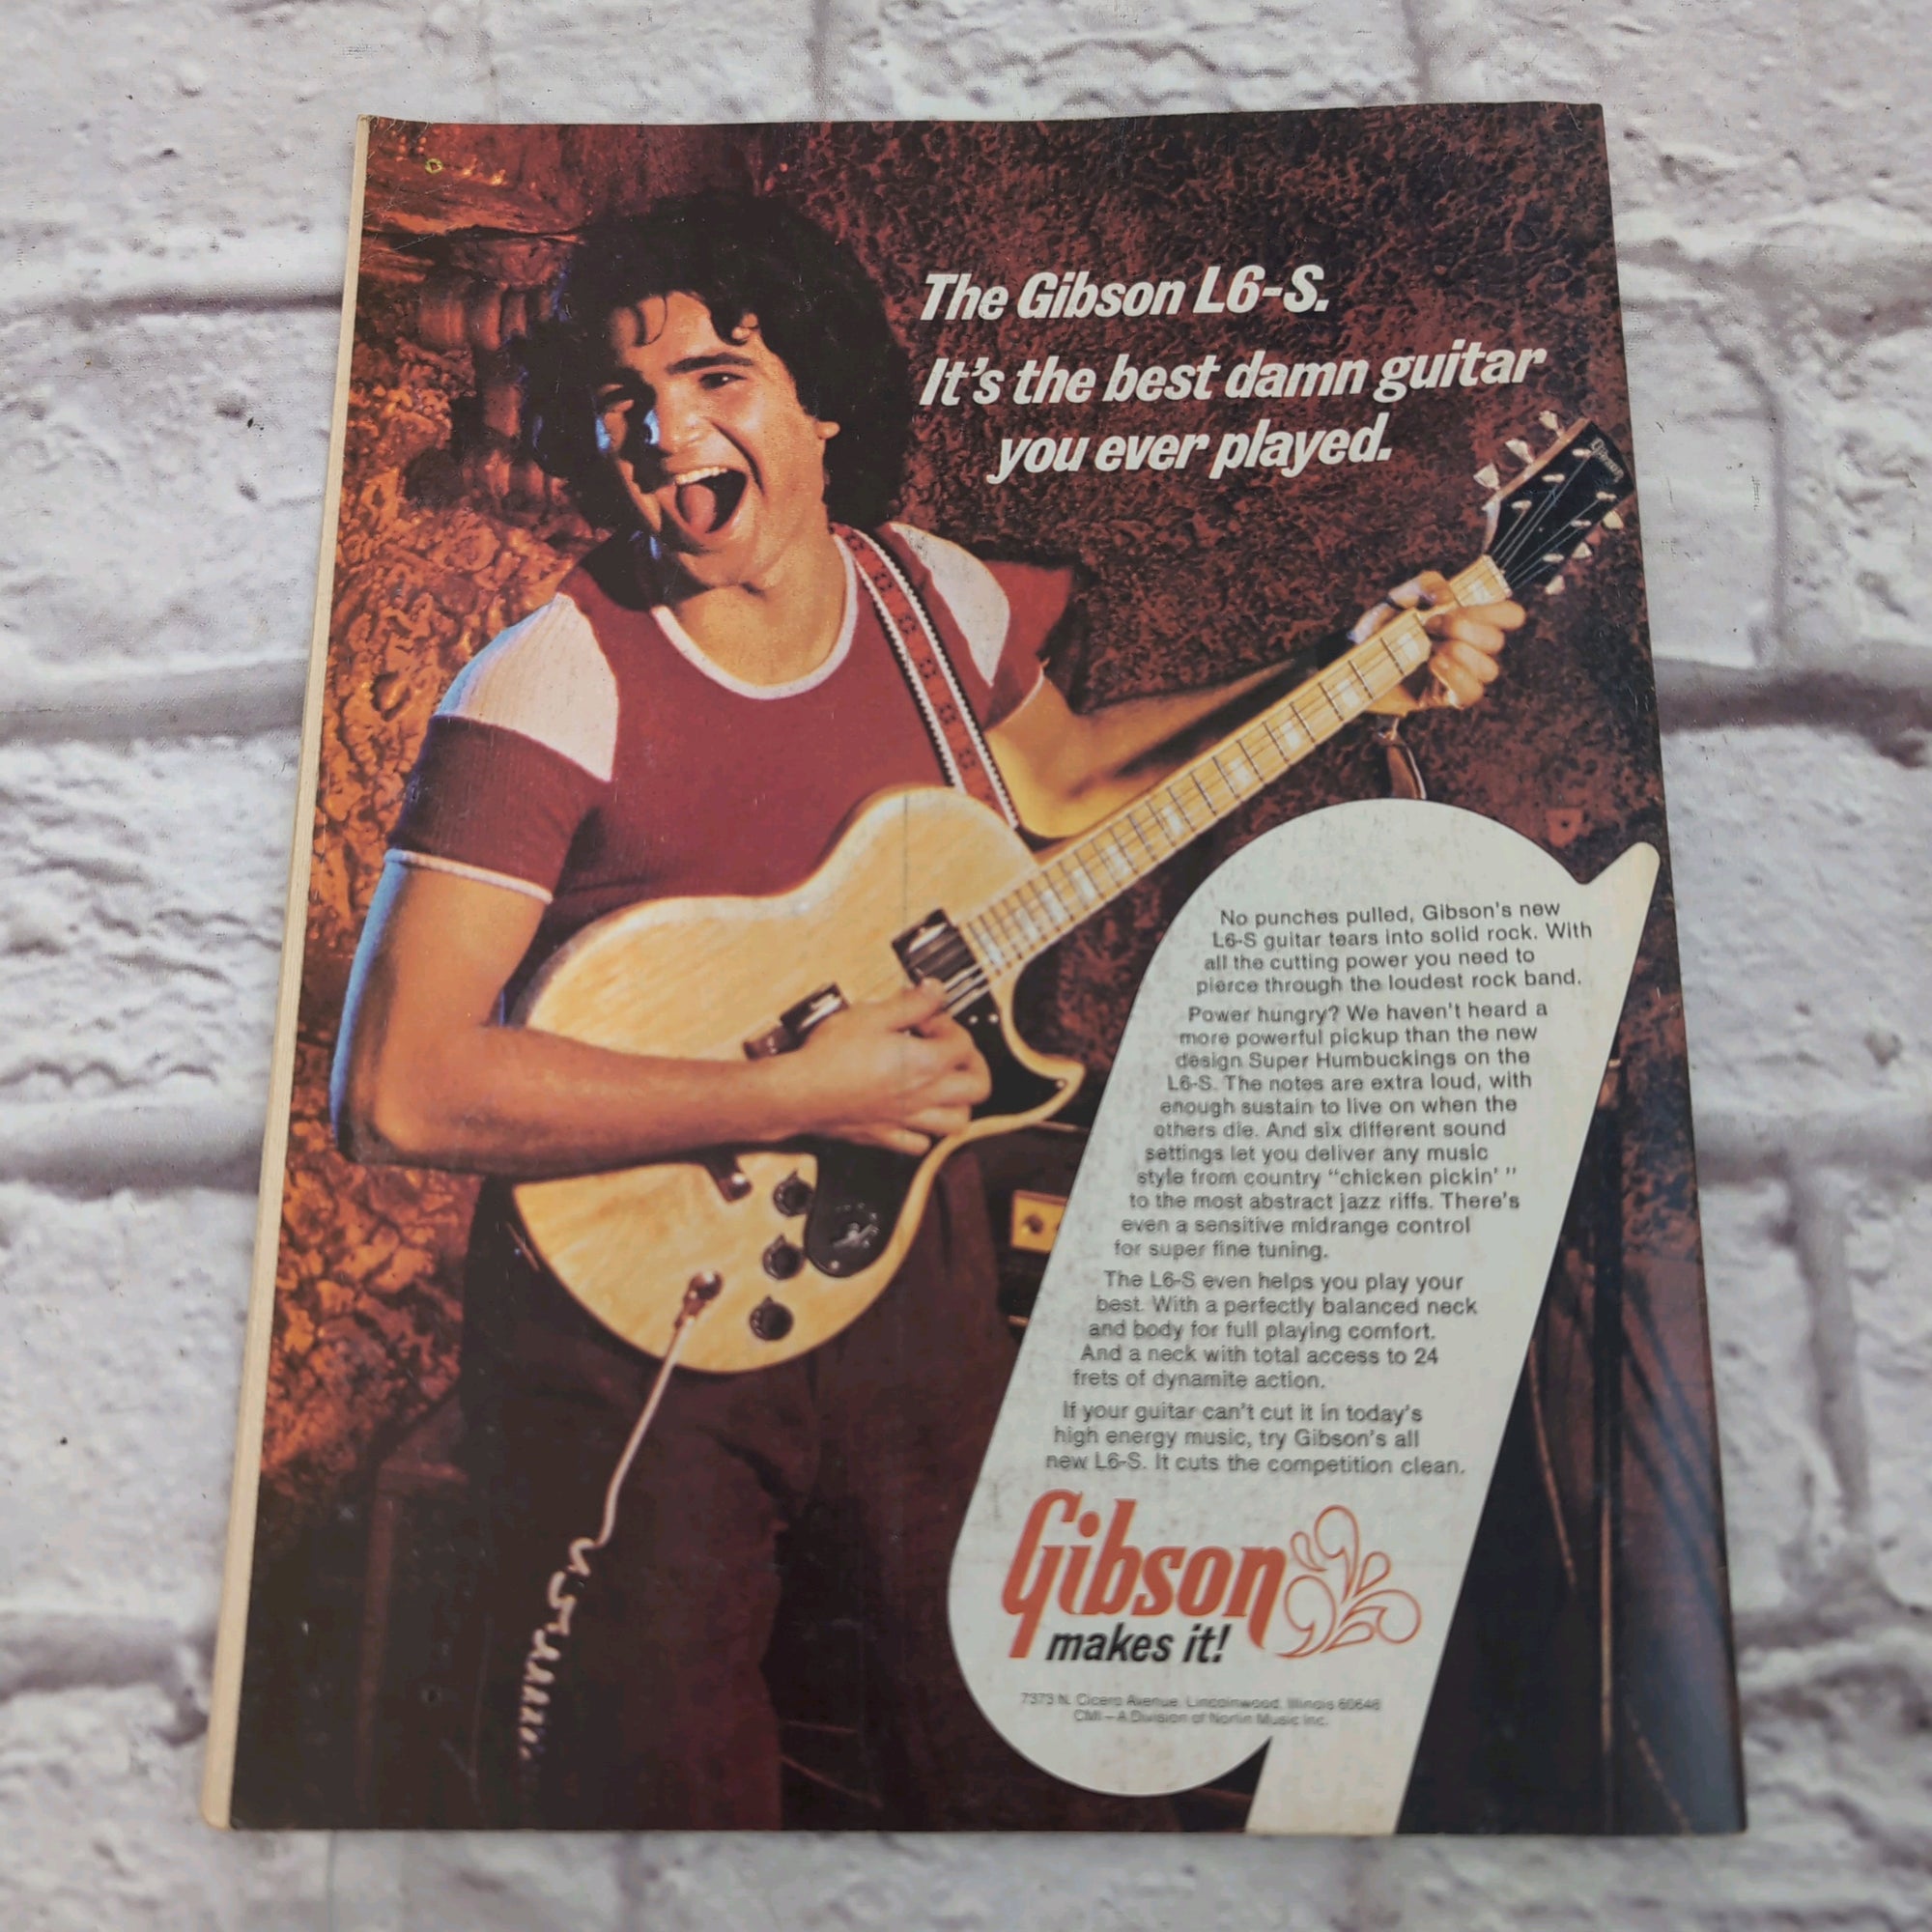 The Gibson L6-S.
It's the best damn guitar
you ever played.
Gibson
No punches pulled, Gibson's new
L6-S guitar tears into solid rock. With
all the cutting power you need to
pierce through the loudest rock band.
Power hungry? We haven't heard a
more powerful pickup than the new
design Super Humbuckings on the
L6-S. The notes are extra loud, with
enough sustain to live on when the
others die. And six different sound
settings let you deliver any music
style from country "chicken pickin' "
to the most abstract jazz riffs. There's
even a sensitive midrange control
for super fine tuning.
The L6-S even helps you play your
best. With a perfectly balanced neck
and body for full playing comfort.
And a neck with total access to 24
frets of dynamite action.
If your guitar can't cut it in today's
high energy music, try Gibson's all
new L6-S. It cuts the competition clean.
Gibson
makes it!
7373 N. Cicero Avenue, Lincolnwood, Illinois 60646
CMI – A Division of Norlin Music Inc.